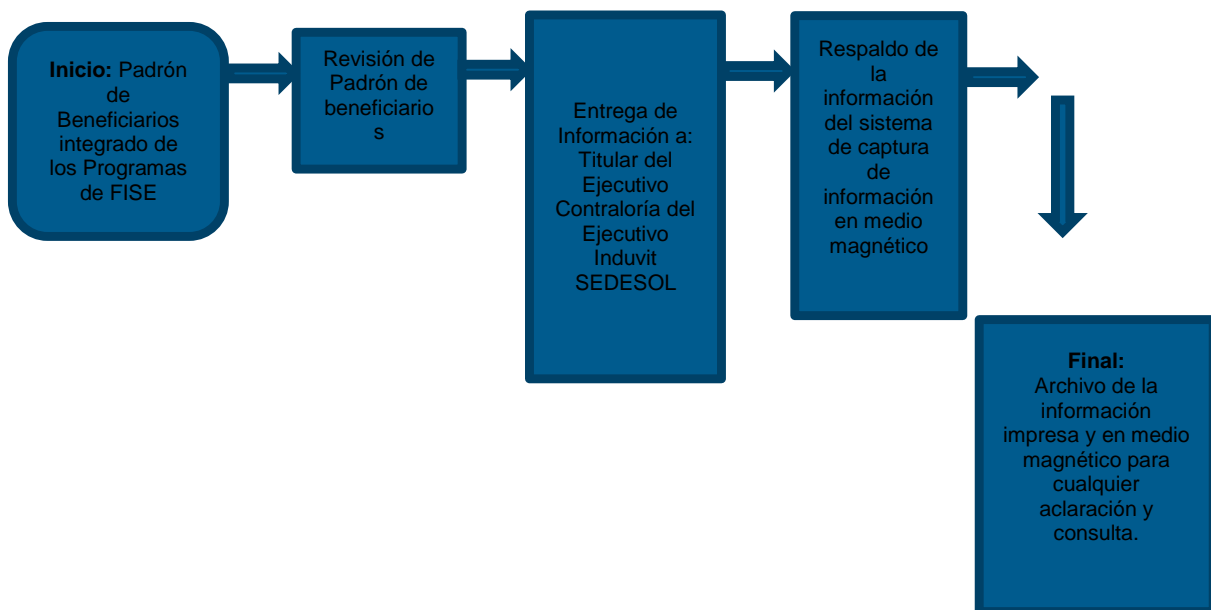 Inicio: Padrón
de
Beneficiarios
integrado de
los Programas
de FISE
Revisión de
Padrón de
beneficiario
s
Entrega de
Información a:
Titular del
Ejecutivo
Contraloría del
Ejecutivo
Induvit
SEDESOL
Respaldo de
la
información
del sistema
de captura
de
información
en medio
magnético
Final:
Archivo de la
información
impresa y en medio
magnético para
cualquier
aclaración y
consulta.